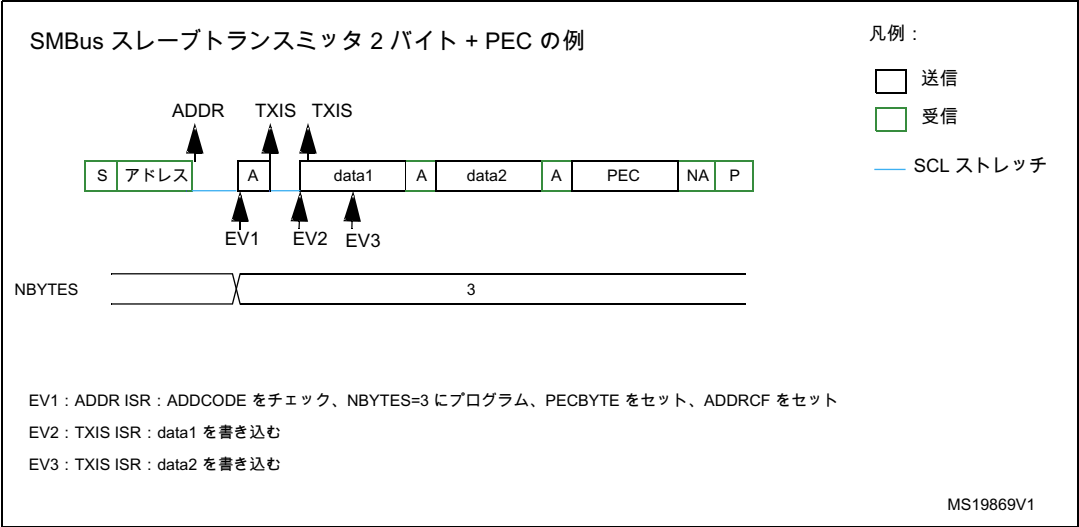 SMBus スレーブトランスミッタ 2 バイト + PEC の例
凡例 :
送信
受信
SCL ストレッチ
ADDR TXIS TXIS
S アドレス A data1 A data2 A PEC NA P
EV1 EV2 EV3
NBYTES 3
EV1 : ADDR ISR : ADDCODE をチェック、NBYTES=3 にプログラム、PECBYTE をセット、ADDRCF をセット
EV2 : TXIS ISR : data1 を書き込む
EV3 : TXIS ISR : data2 を書き込む
MS19869V1